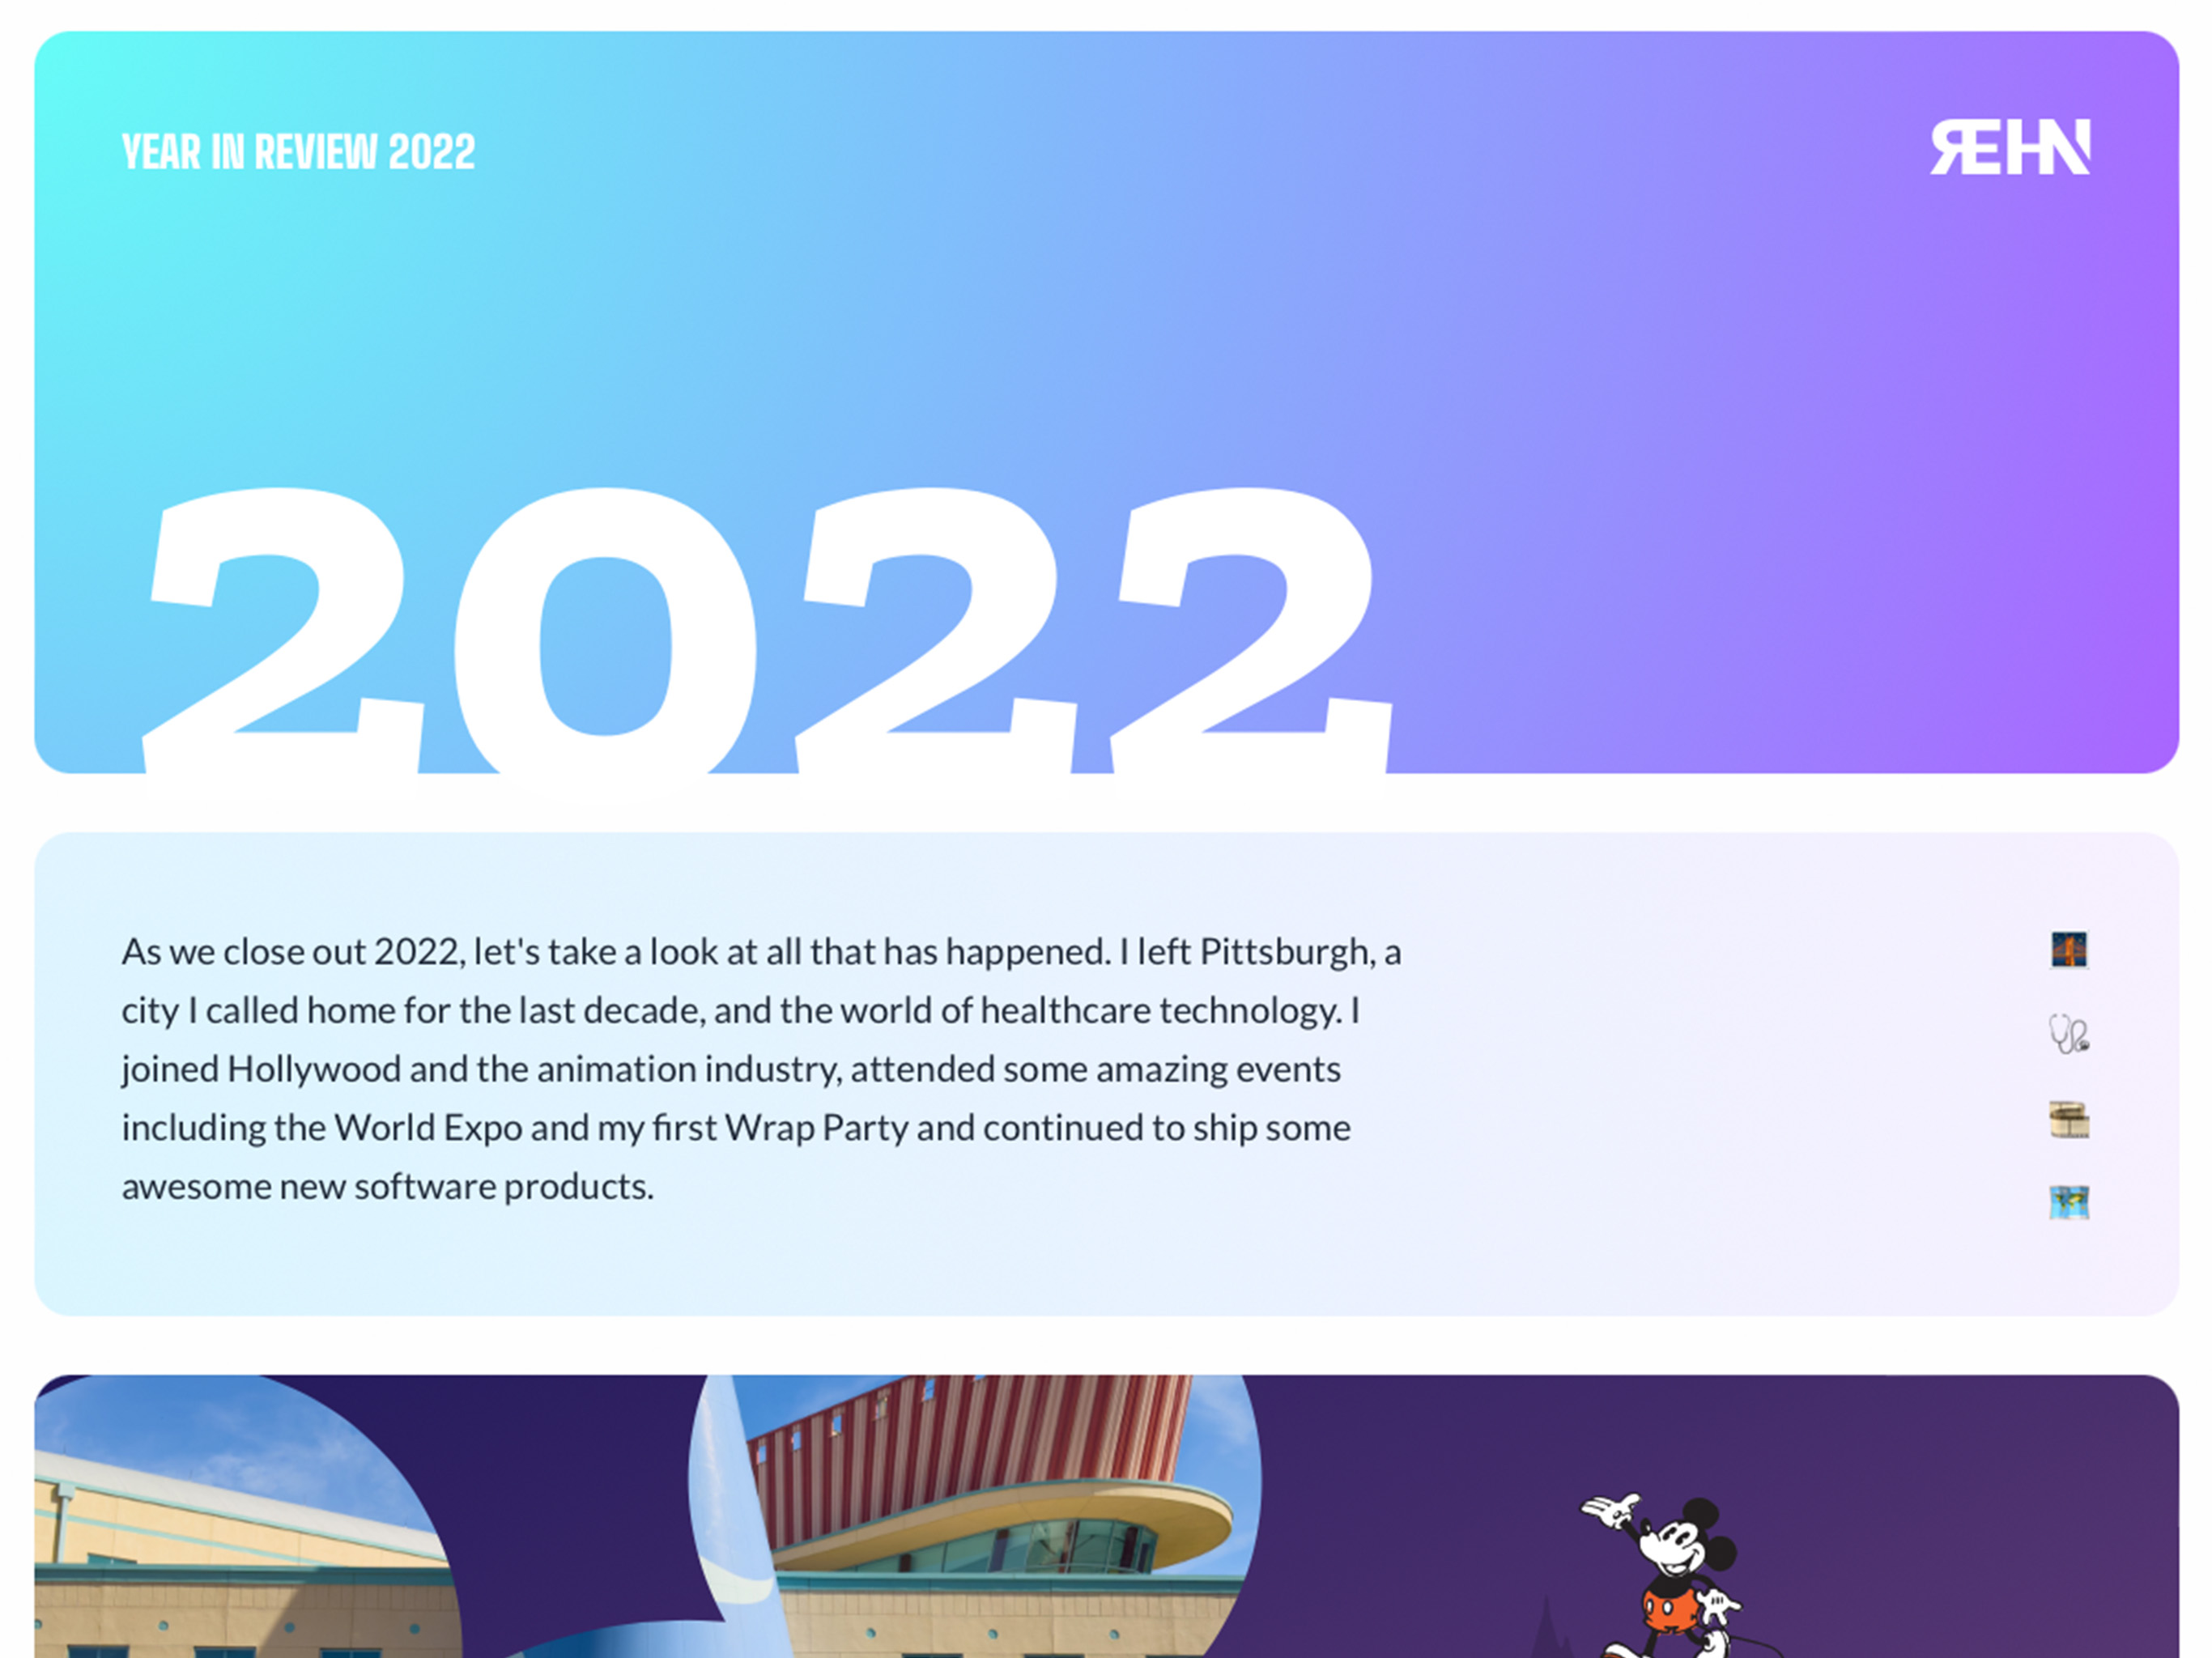 YEAR IN REVIEW 2022
REHN
2022
As we close out 2022, let's take a look at all that has happened. I left Pittsburgh, a
city I called home for the last decade, and the world of healthcare technology. I
joined Hollywood and the animation industry, attended some amazing events
including the World Expo and my first Wrap Party and continued to ship some
awesome new software products.